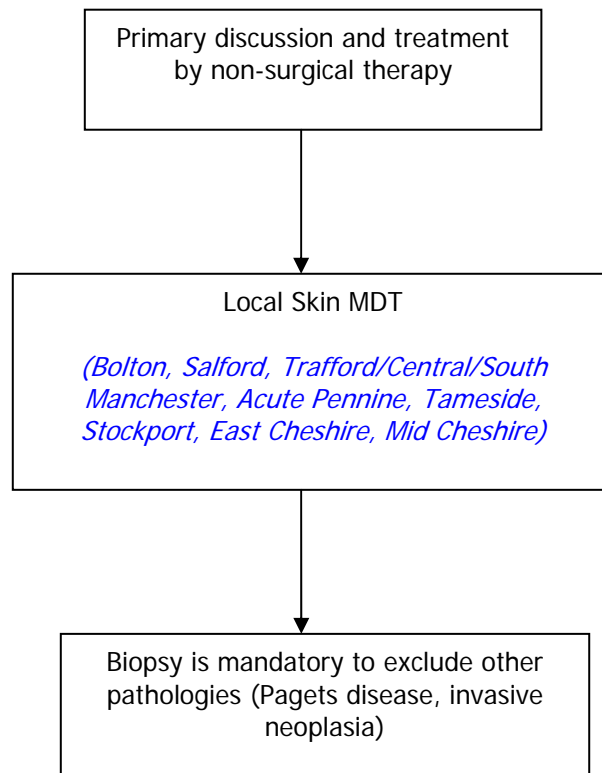 Primary discussion and treatment
by non-surgical therapy
Local Skin MDT
(Bolton, Salford, Trafford/Central/South
Manchester, Acute Pennine, Tameside,
Stockport, East Cheshire, Mid Cheshire)
Biopsy is mandatory to exclude other
pathologies (Pagets disease, invasive
neoplasia)